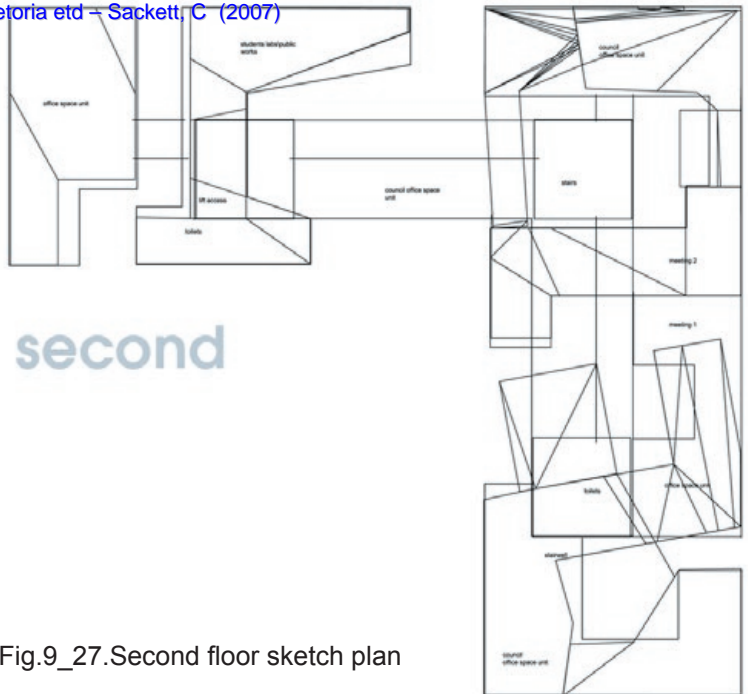 etoria etd – Sackett, C (2007)
students labs/public
works
council
office space unit
office space unit
lift access
council office space
unit
stairs
toilets
meeting 2
second
meeting 1
toilets
office space unit
stairwell
council
office space unit
Fig.9_27.Second floor sketch plan